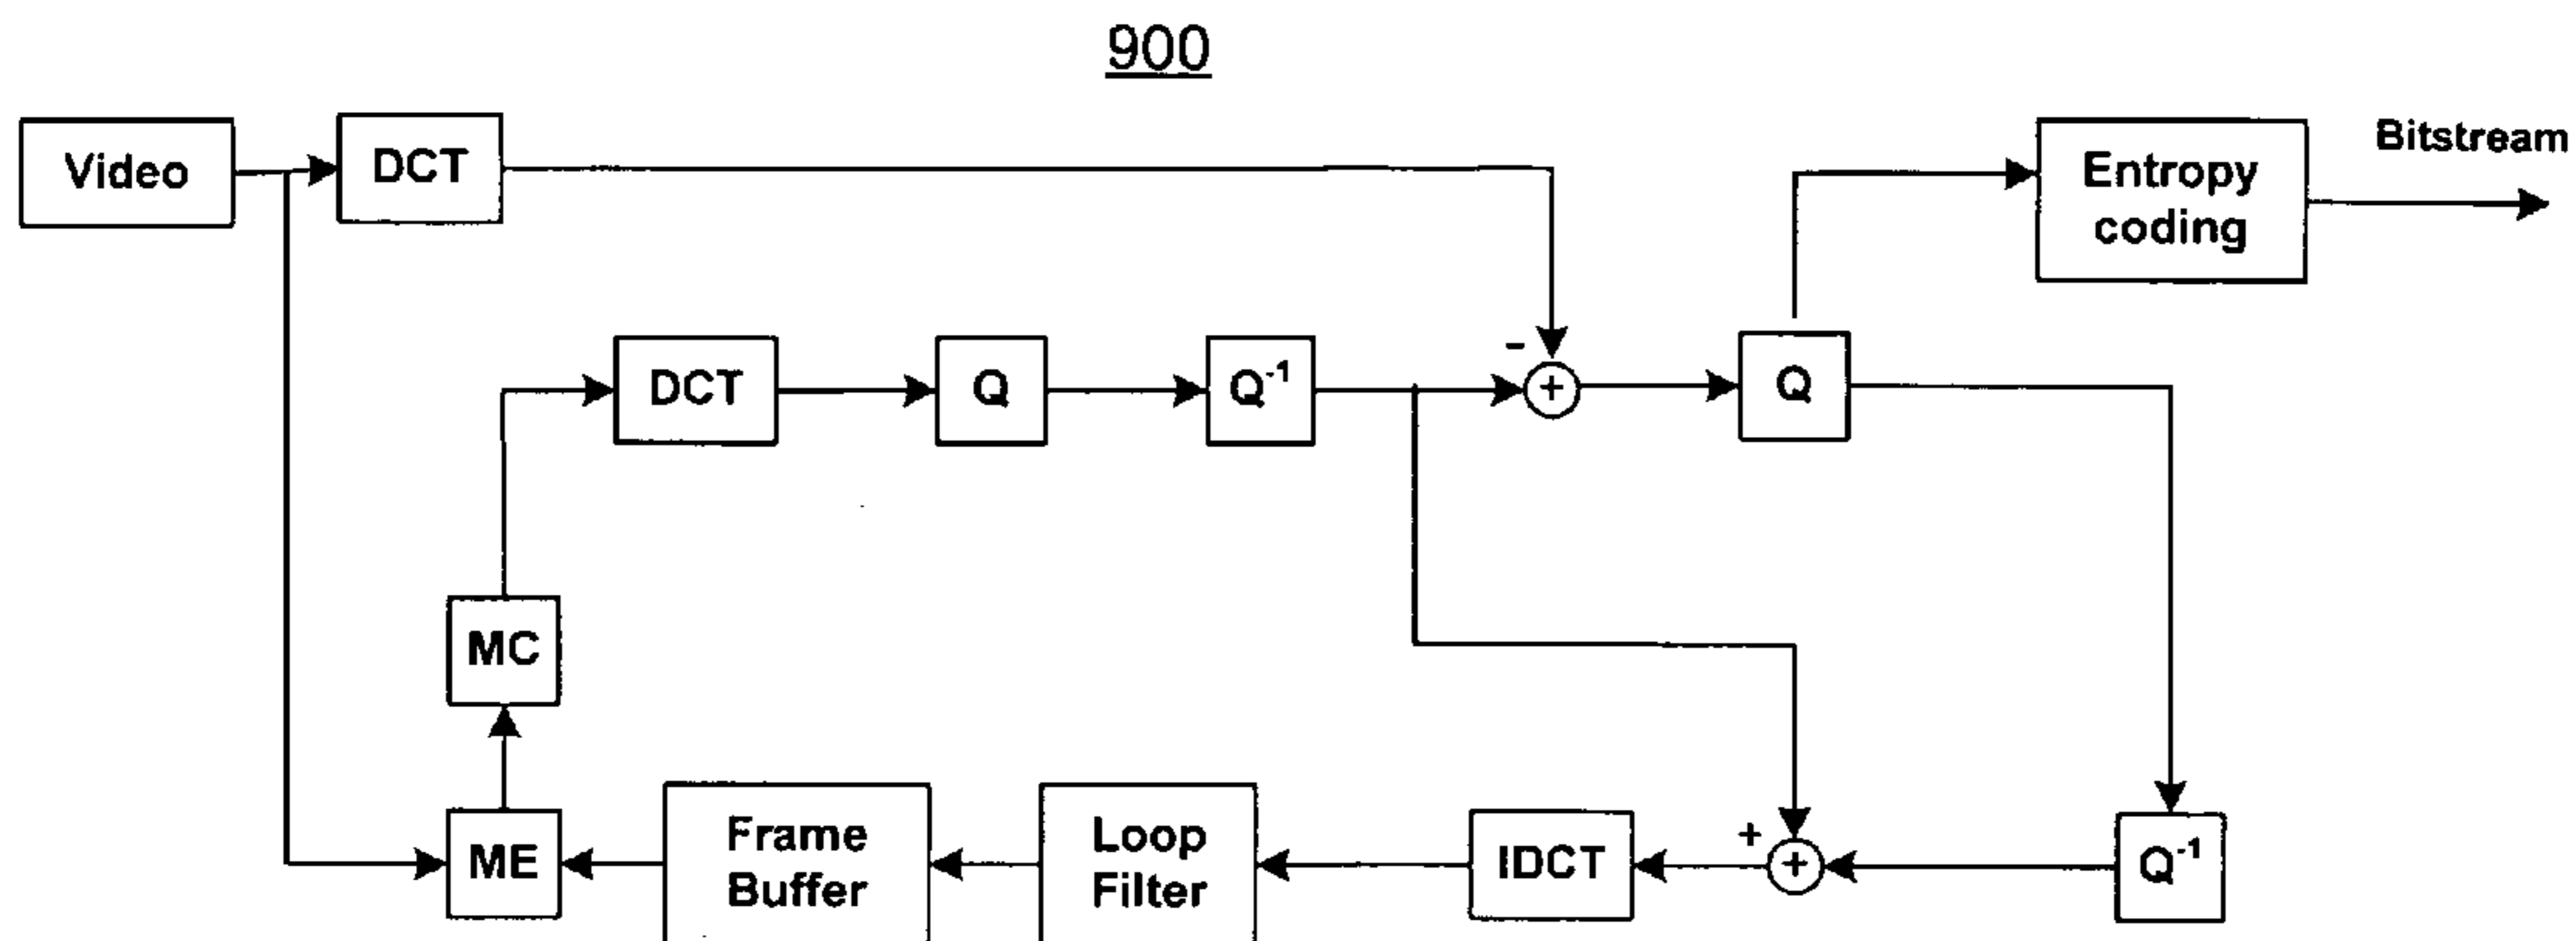 900
Video
DCT
Entropy
coding
Bitstream
DCT
Q
Q⁻¹
-
+
Q
MC
ME
Frame
Buffer
Loop
Filter
IDCT
+
+
Q⁻¹